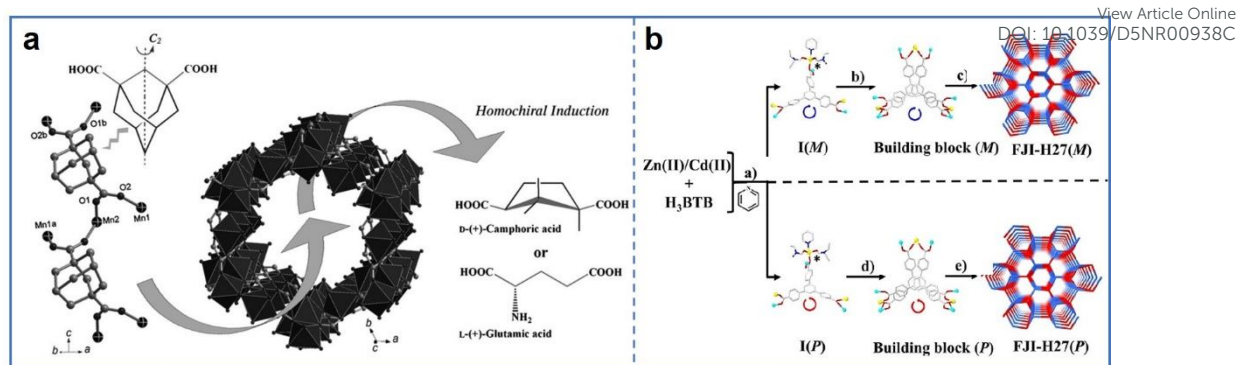 View Article Online
DOI: 10.1039/D5NR00938C
a
C2
HOOC
COOH
O2b
O1b
O2
O1
Mn1
Mn1a
Mn2
c
b
a
Homochiral Induction
HOOC
COOH
D-(+)-Camphoric acid
or
HOOC
COOH
NH2
L-(+)-Glutamic acid
b
a
c
b
Zn(II)/Cd(II)
+
H3BTB
a)
N
*
I(M)
b)
Building block (M)
c)
FJI-H27(M)
*
I(P)
d)
Building block (P)
e)
FJI-H27(P)